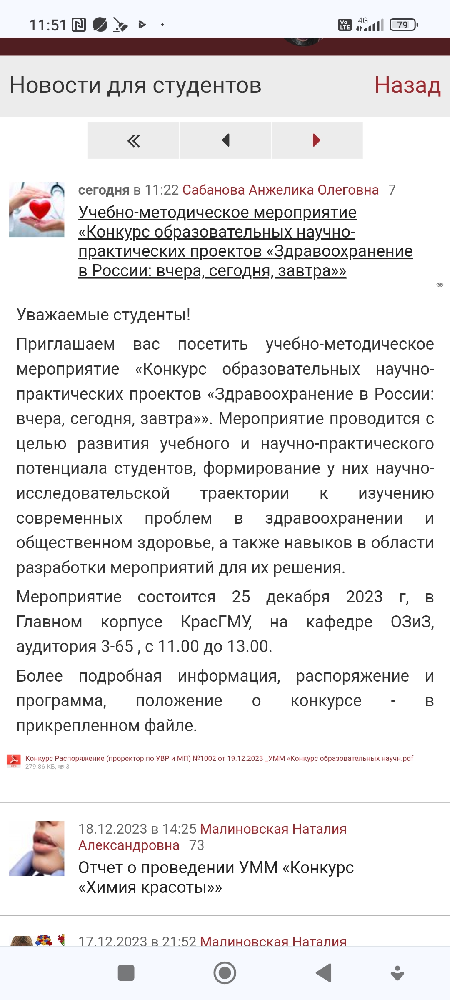 11:51
Vo LTE 4G 79
Новости для студентов Назад
сегодня в 11:22 Сабанова Анжелика Олеговна 7
Учебно-методическое мероприятие
«Конкурс образовательных научно-
практических проектов «Здравоохранение
в России: вчера, сегодня, завтра»»
Уважаемые студенты!
Приглашаем вас посетить учебно-методическое
мероприятие «Конкурс образовательных научно-
практических проектов «Здравоохранение в России:
вчера, сегодня, завтра»». Мероприятие проводится с
целью развития учебного и научно-практического
потенциала студентов, формирование у них научно-
исследовательской траектории к изучению
современных проблем в здравоохранении и
общественном здоровье, а также навыков в области
разработки мероприятий для их решения.
Мероприятие состоится 25 декабря 2023 г, в
Главном корпусе КрасГМУ, на кафедре ОЗиЗ,
аудитория 3-65 , с 11.00 до 13.00.
Более подробная информация, распоряжение и
программа, положение о конкурсе - в
прикрепленном файле.
PDF Конкурс Распоряжение (проректор по УВР и МП) №1002 от 19.12.2023 _УММ «Конкурс образовательных научн.pdf
279.86 КБ, 3
18.12.2023 в 14:25 Малиновская Наталия
Александровна 73
Отчет о проведении УММ «Конкурс
«Химия красоты»»
17.12.2023 в 21:52 Малиновская Наталия